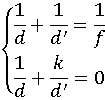 1/d + 1/d' = 1/f
1/d + k/d' = 0